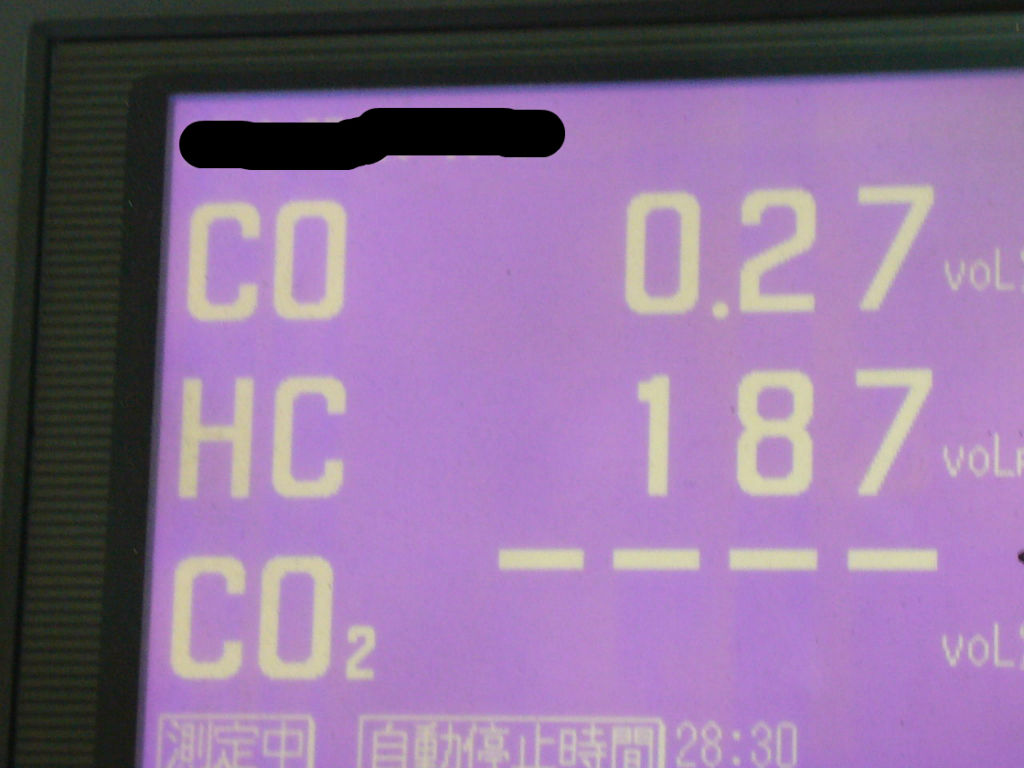 CO 0.27 voL
HC 187 voL
CO2 ---- voL
測定中 自動停止時間 28:30